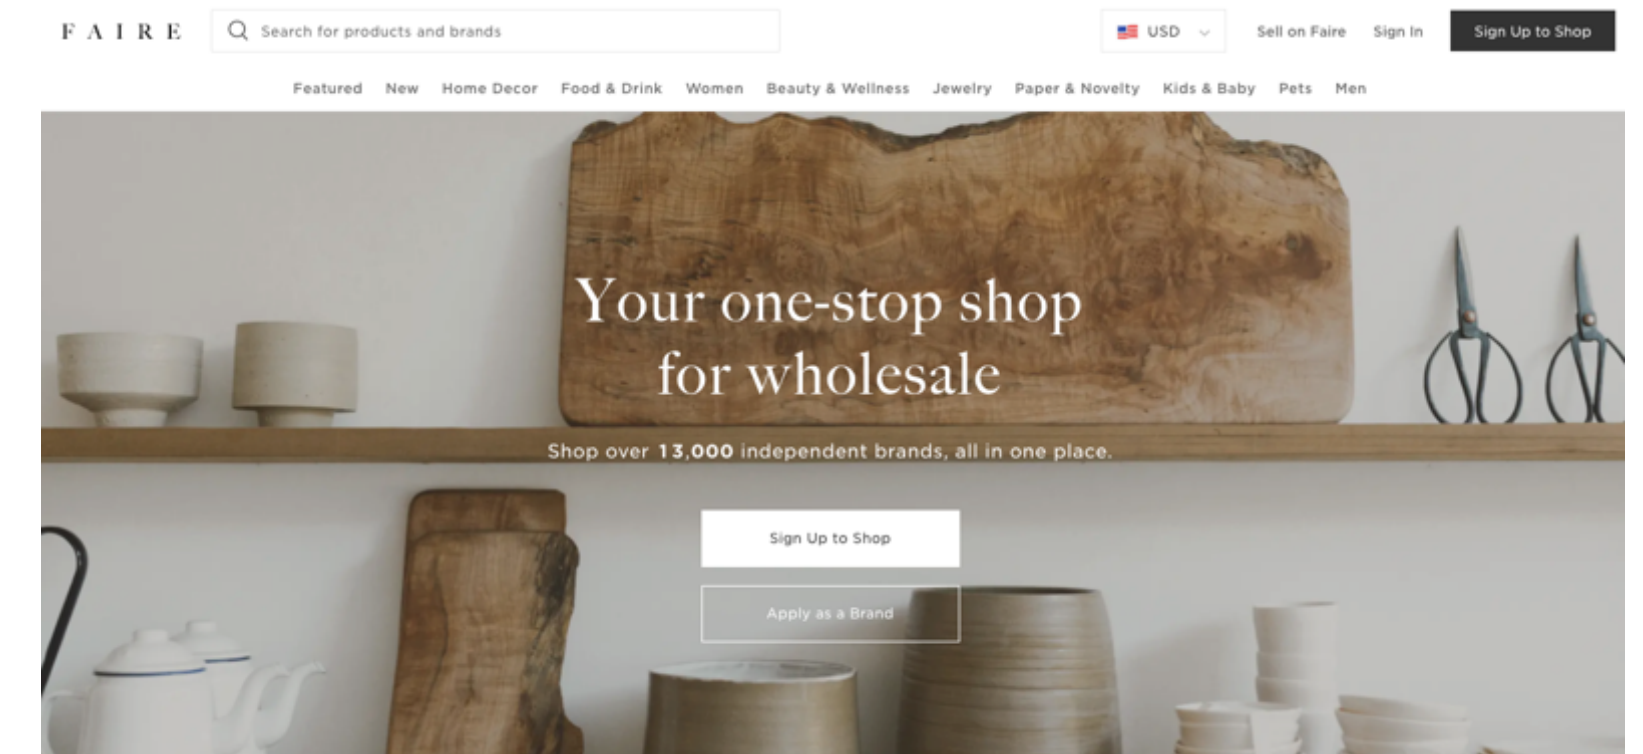 FAIRE
Search for products and brands
USD
Sell on Faire
Sign In
Sign Up to Shop
Featured New Home Decor Food & Drink Women Beauty & Wellness Jewelry Paper & Novelty Kids & Baby Pets Men
Your one-stop shop
for wholesale
Shop over 13,000 independent brands, all in one place.
Sign Up to Shop
Apply as a Brand